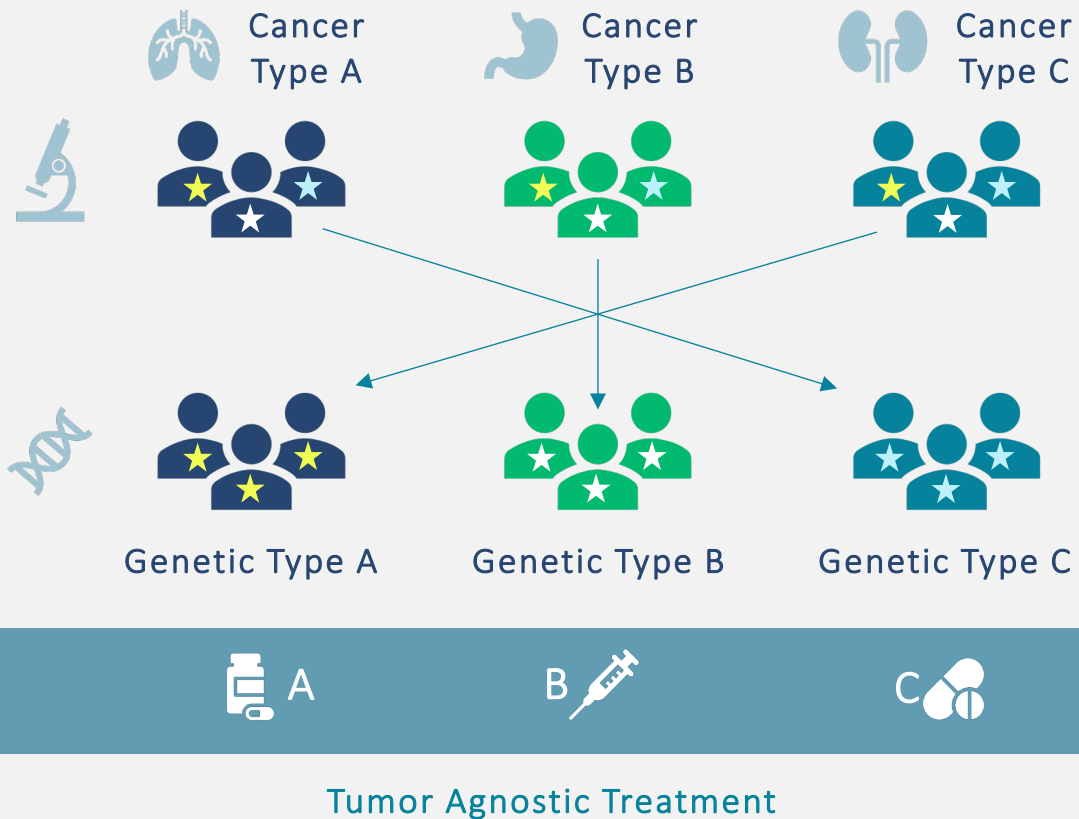 Cancer
Type A
Cancer
Type B
Cancer
Type C
Genetic Type A
Genetic Type B
Genetic Type C
A
B
C
Tumor Agnostic Treatment